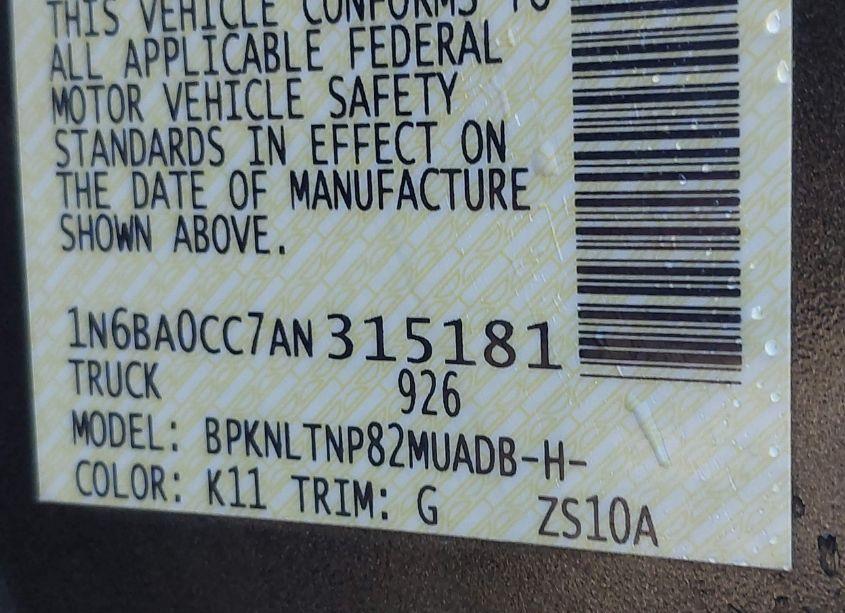 THIS VEHICLE CONFORMS TO
ALL APPLICABLE FEDERAL
MOTOR VEHICLE SAFETY
STANDARDS IN EFFECT ON
THE DATE OF MANUFACTURE
SHOWN ABOVE.
1N6BA0CC7AN315181
TRUCK 926
MODEL: BPKNLTNP82MUADB-H-
COLOR: K11 TRIM: G ZS10A